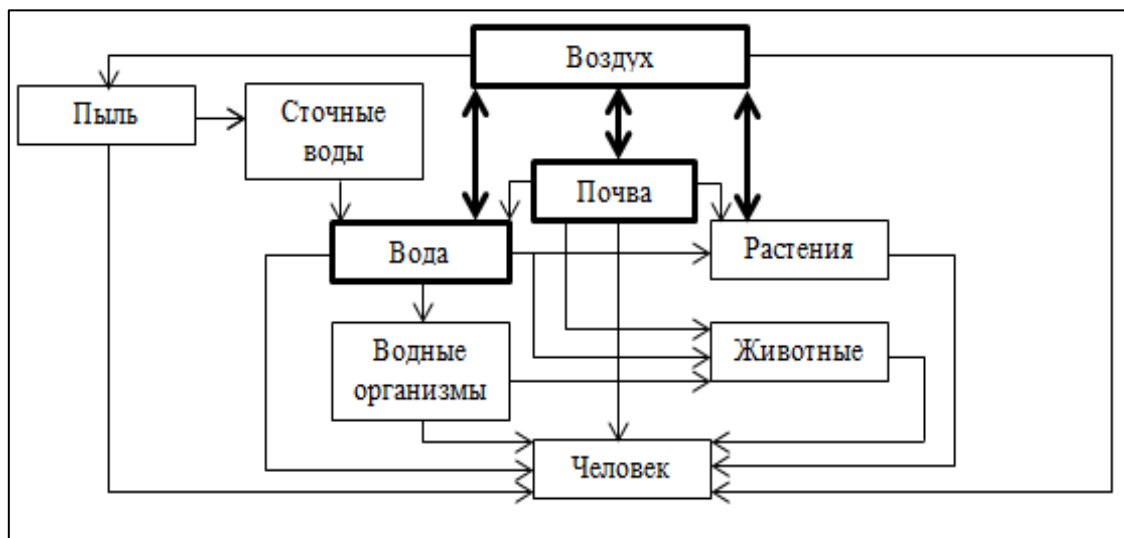 Воздух
Пыль
Сточные
воды
Почва
Вода
Растения
Водные
организмы
Животные
Человек